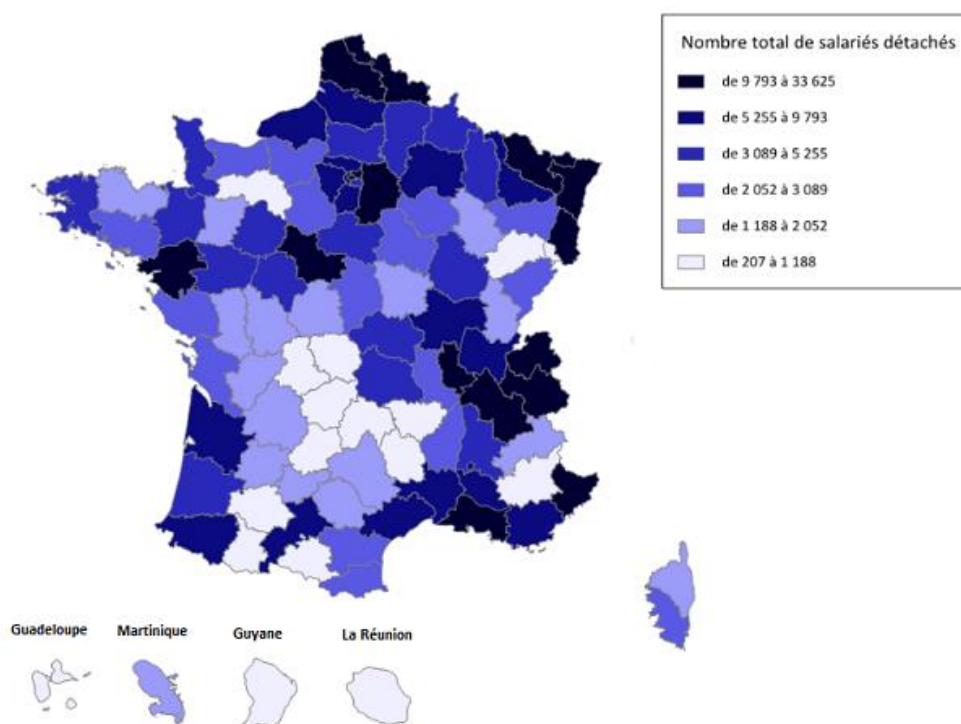 Nombre total de salariés détachés
de 9 793 à 33 625
de 5 255 à 9 793
de 3 089 à 5 255
de 2 052 à 3 089
de 1 188 à 2 052
de 207 à 1 188
Guadeloupe
Martinique
Guyane
La Réunion